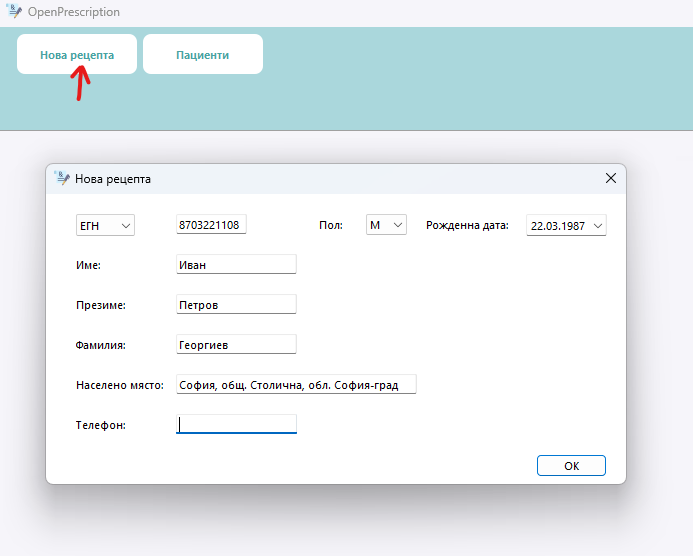 OpenPrescription
Нова рецепта Пациенти
Нова рецепта
ЕГН 8703221108 Пол: М Рожденна дата: 22.03.1987
Име: Иван
Презиме: Петров
Фамилия: Георгиев
Населено място: София, общ. Столична, обл. София-град
Телефон:
OK